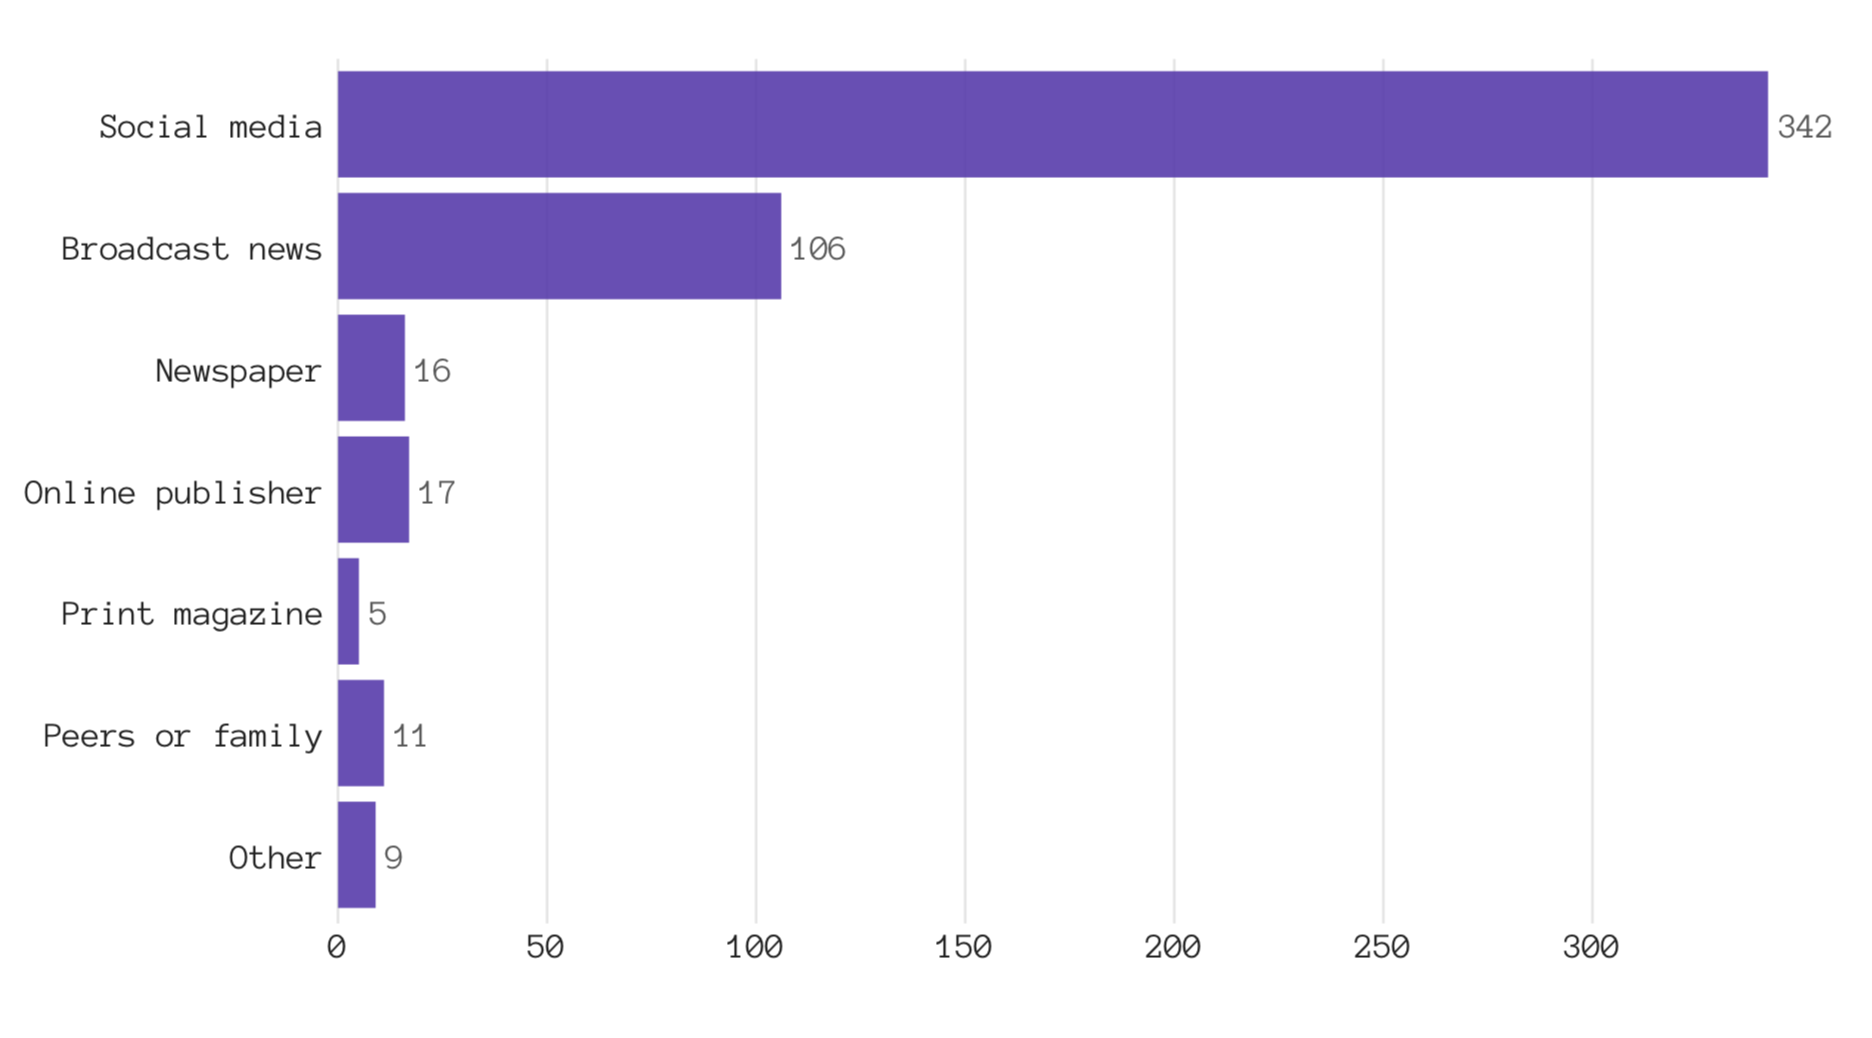 Social media 342
Broadcast news 106
Newspaper 16
Online publisher 17
Print magazine 5
Peers or family 11
Other 9
0 50 100 150 200 250 300